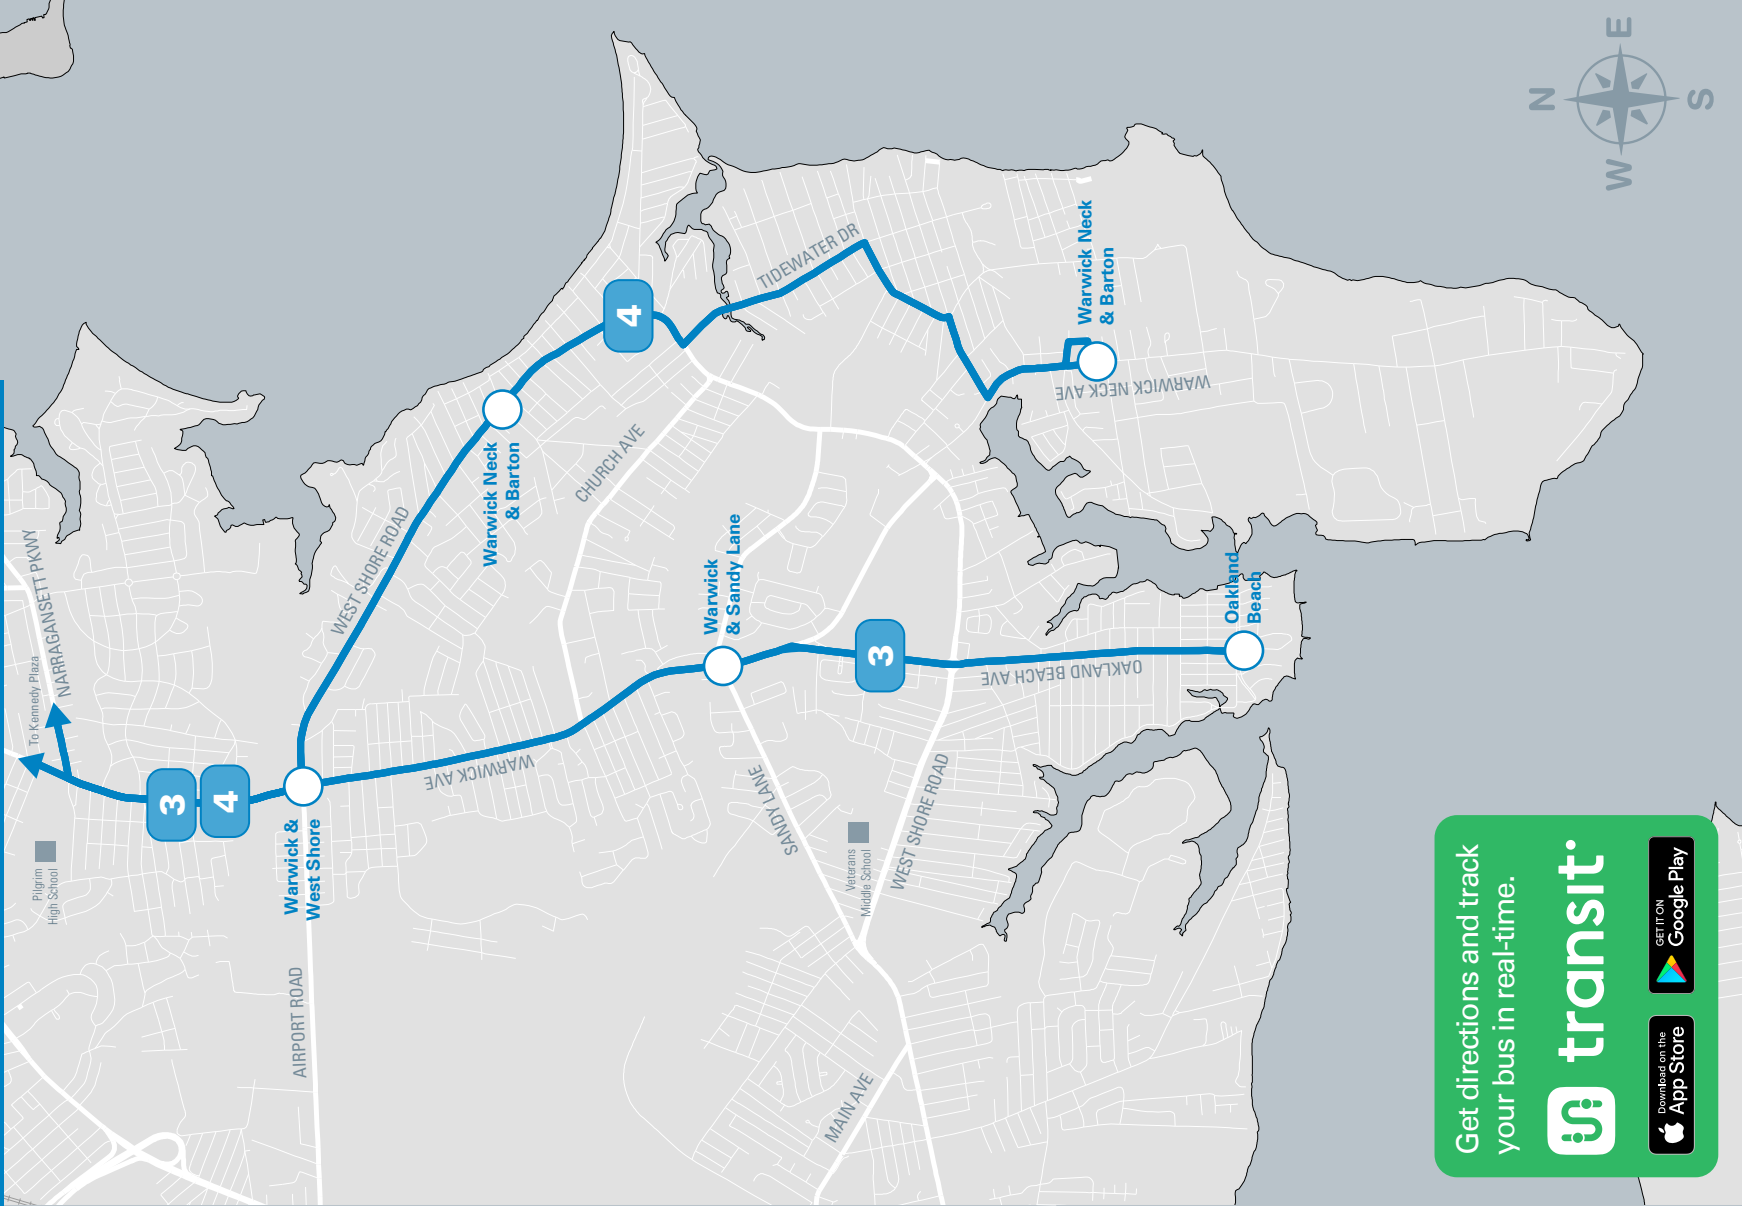 To Kennedy Plaza
NARRAGANSETT PKWY
Pilgrim
High School
3
4
Warwick &
West Shore
AIRPORT ROAD
WEST SHORE ROAD
Warwick Neck
& Barton
4
CHURCH AVE
TIDEWATER DR
WARWICK AVE
Warwick
& Sandy Lane
SANDY LANE
3
Veterans
Middle School
WEST SHORE ROAD
MAIN AVE
OAKLAND BEACH AVE
Oakland
Beach
Warwick Neck
& Barton
WARWICK NECK AVE
N
E
S
W
Get directions and track
your bus in real-time.
transit
Download on the
App Store
GET IT ON
Google Play